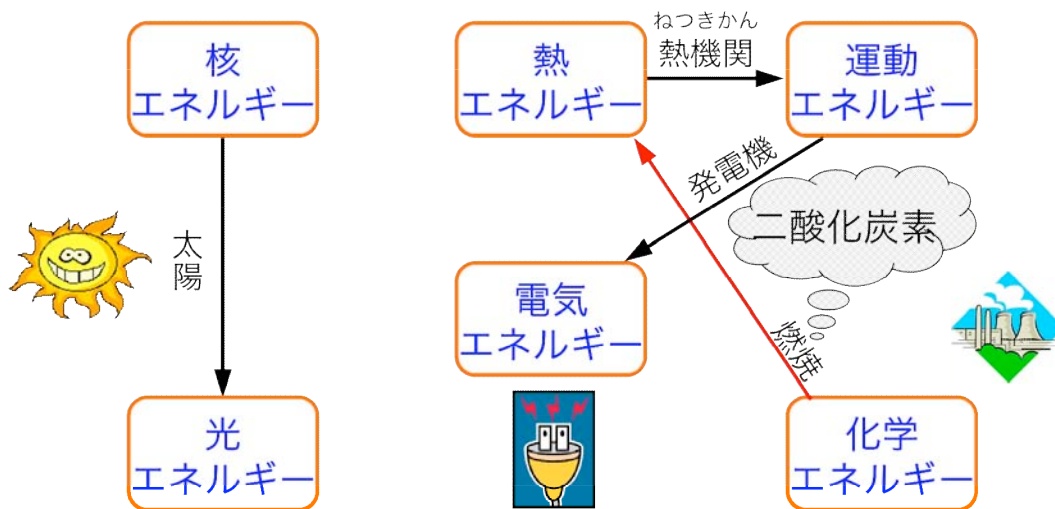 核
エネルギー
太
陽
光
エネルギー
熱
エネルギー
ねつきかん
熱機関
運動
エネルギー
発電機
二酸化炭素
電気
エネルギー
燃焼
化学
エネルギー